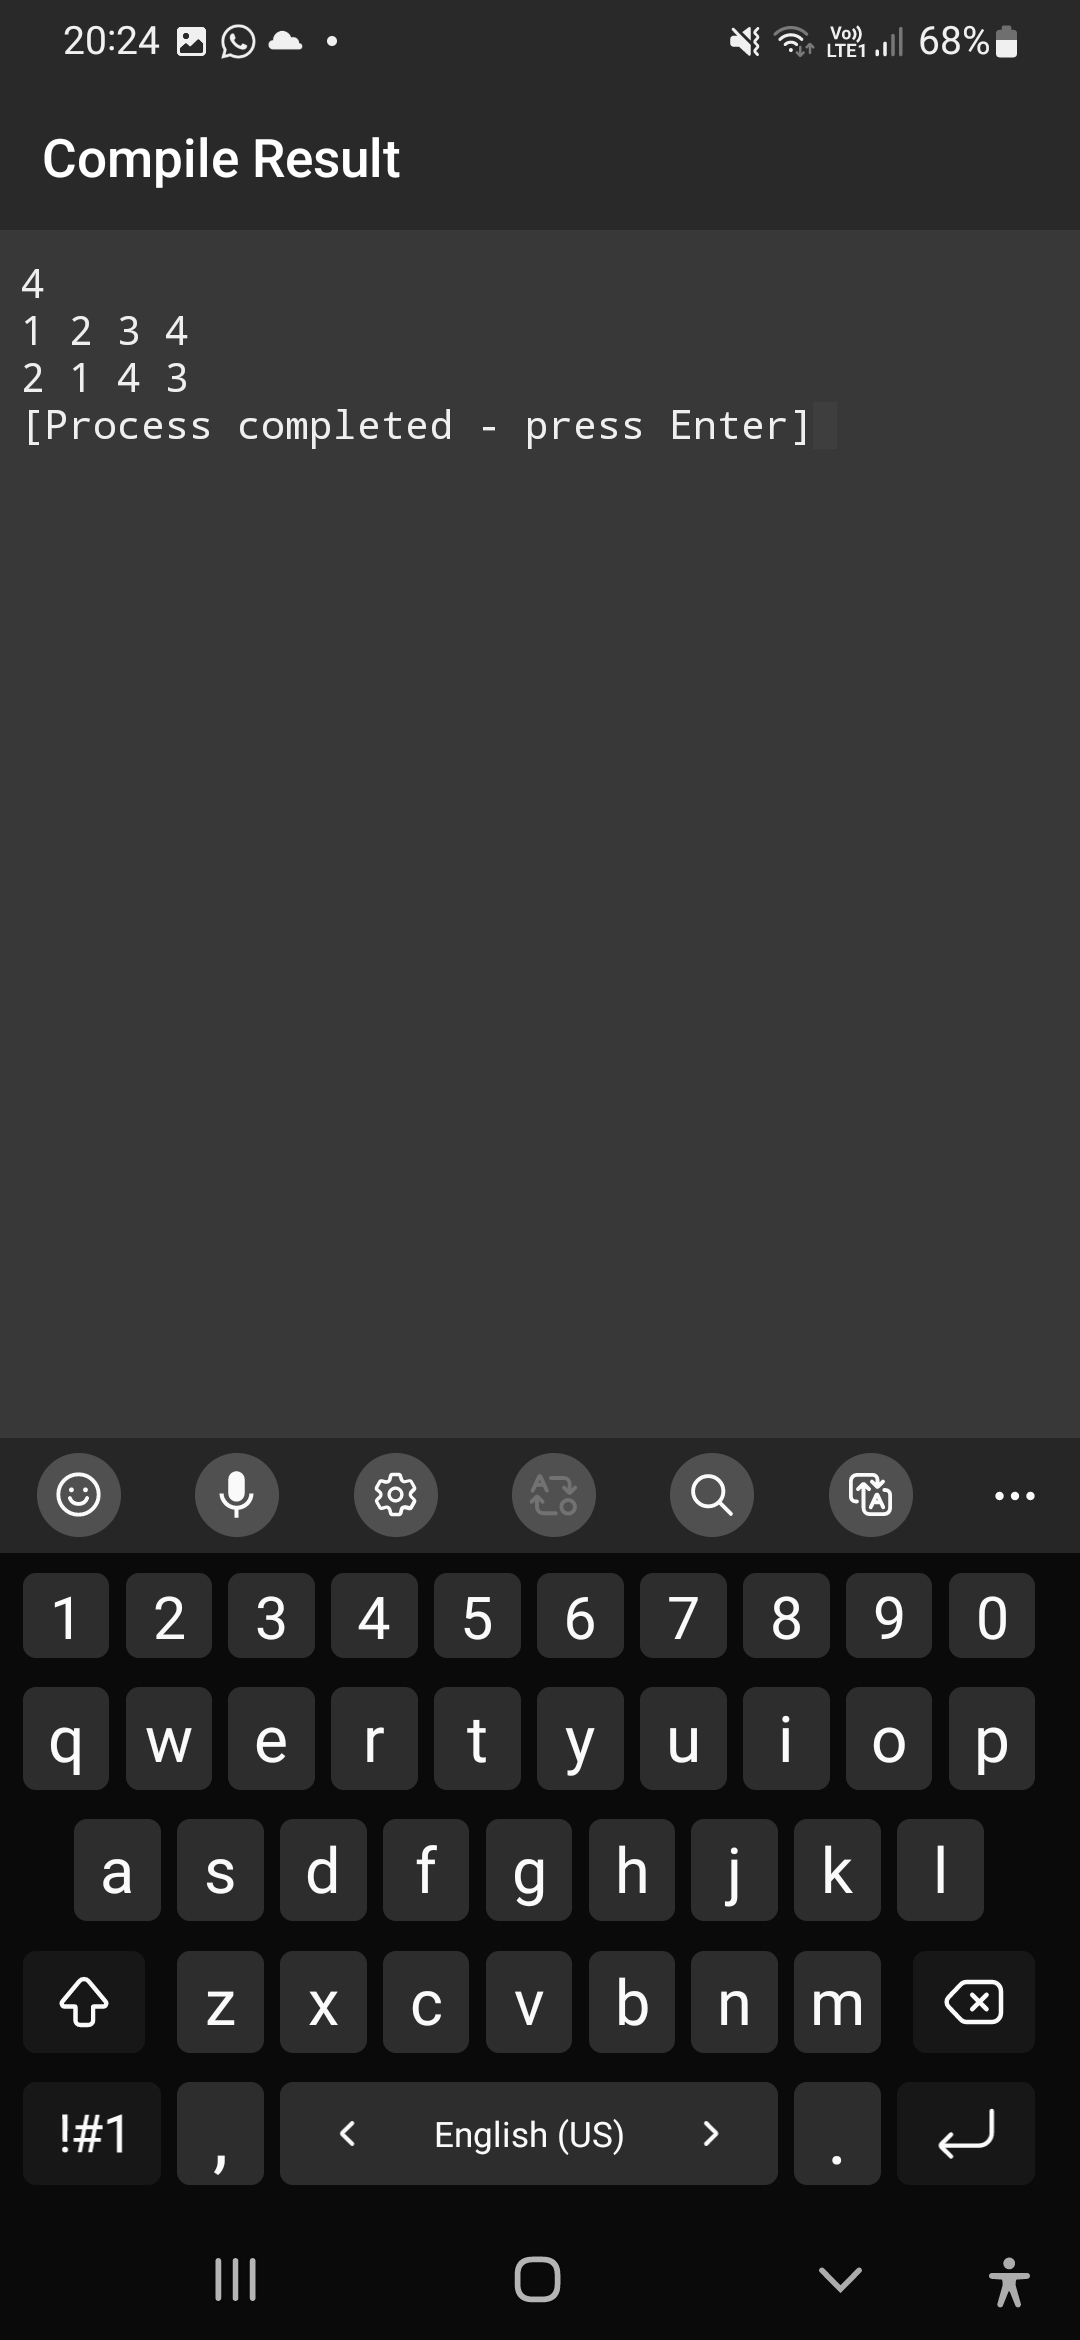 20:24 Vo)) LTE1 68%
Compile Result
4
1 2 3 4
2 1 4 3
[Process completed - press Enter]
1 2 3 4 5 6 7 8 9 0
q w e r t y u i o p
a s d f g h j k l
z x c v b n m
!#1 , < English (US) > .